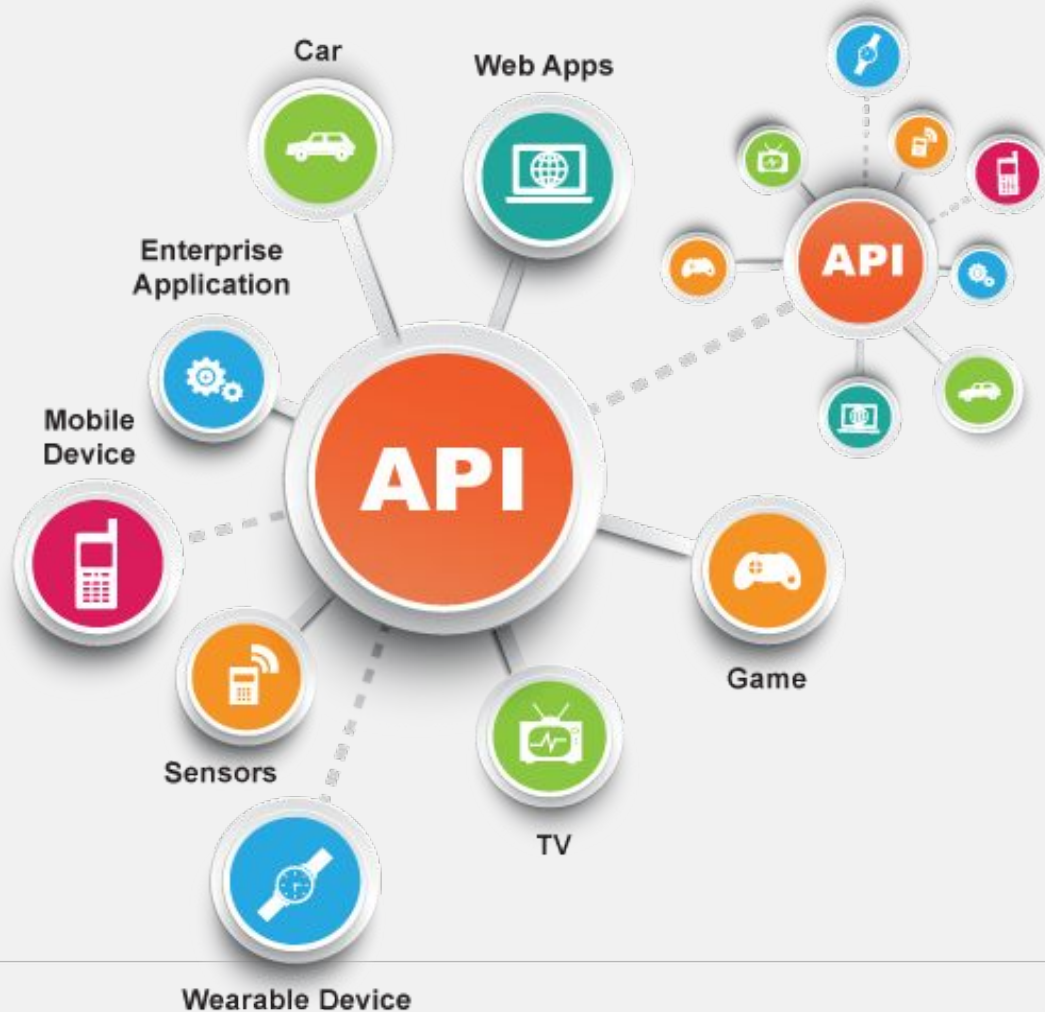 Car
Web Apps
Enterprise
Application
API
Mobile
Device
API
Game
Sensors
TV
Wearable Device